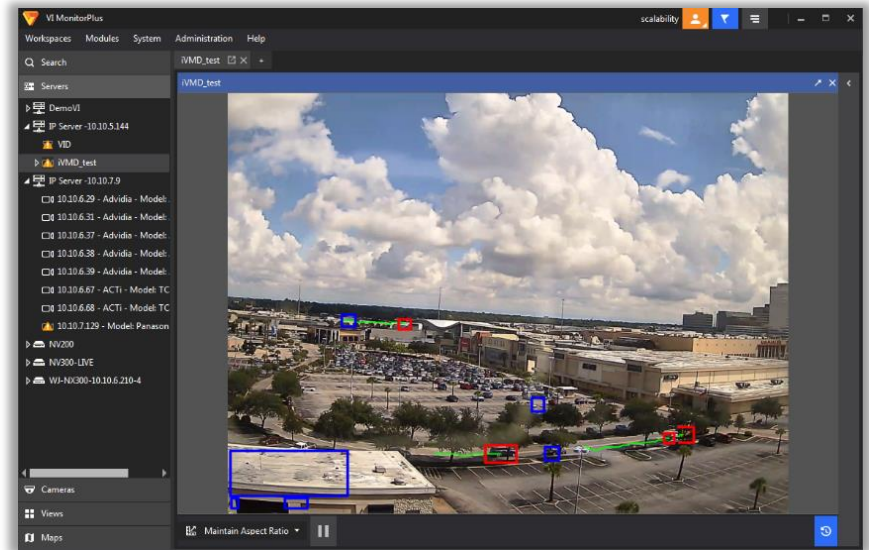 VI MonitorPlus
scalability
Workspaces Modules System Administration Help
Search
iVMD_test
Servers
iVMD_test
DemoVI
IP Server -10.10.5.144
VID
iVMD_test
IP Server -10.10.7.9
10.10.6.29 - Advidia - Model:
10.10.6.31 - Advidia - Model:
10.10.6.37 - Advidia - Model:
10.10.6.38 - Advidia - Model:
10.10.6.39 - Advidia - Model:
10.10.6.67 - ACTi - Model: TC
10.10.6.68 - ACTi - Model: TC
10.10.7.129 - Model: Panason
NV200
NV300-LIVE
WJ-NX300-10.10.6.210-4
Cameras
Views
Maps
Maintain Aspect Ratio